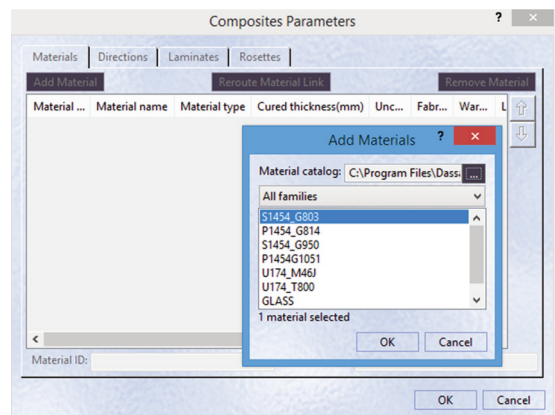 Composites Parameters ?
Materials Directions Laminates Rosettes
Add Material Reroute Material Link Remove Material
Material ... Material name Material type Cured thickness(mm) Unc... Fabr... War... L
Add Materials ?
Material catalog: C:\Program Files\Dass ...
All families
S1454_G803
P1454_G814
S1454_G950
P1454G1051
U174_M46J
U174_T800
GLASS
1 material selected
OK Cancel
Material ID:
OK Cancel